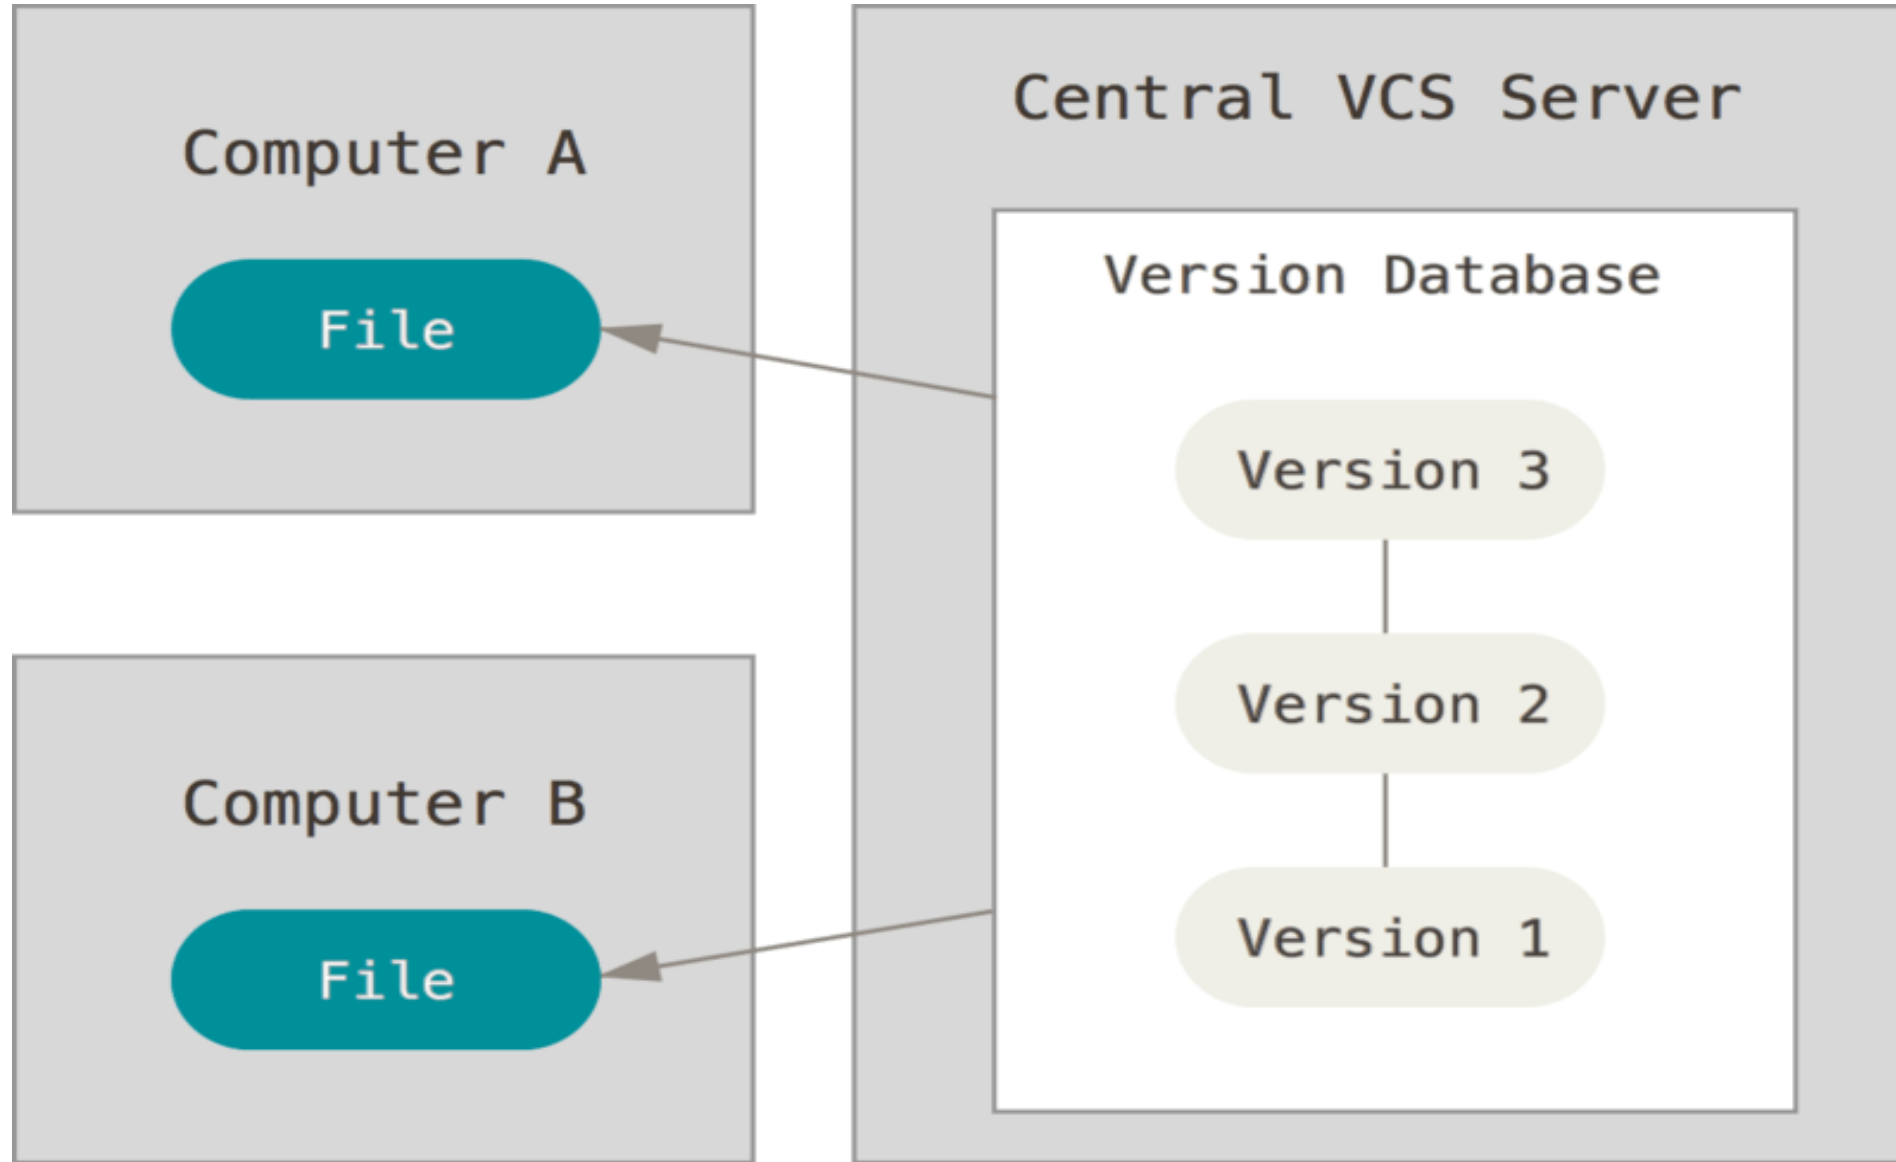 Computer A
File
Computer B
File
Central VCS Server
Version Database
Version 3
Version 2
Version 1